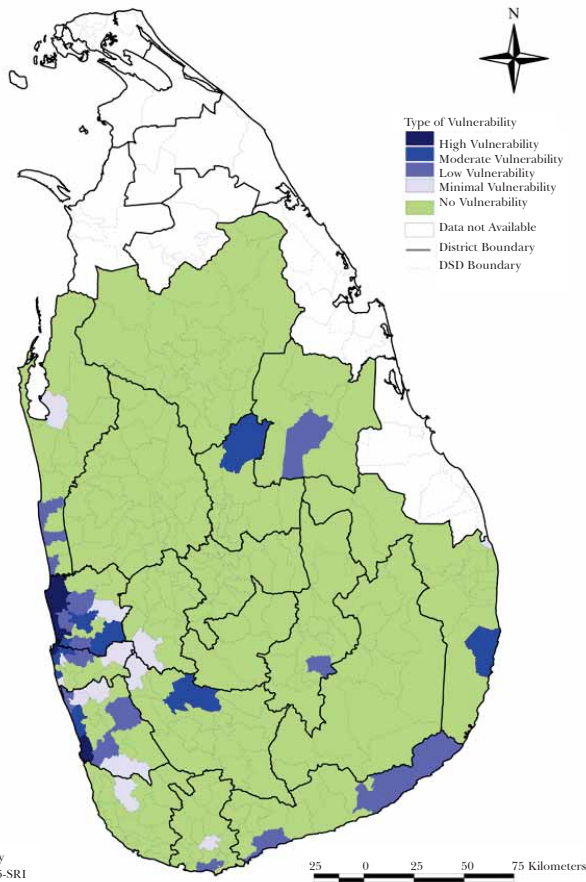 N
Type of Vulnerability
High Vulnerability
Moderate Vulnerability
Low Vulnerability
Minimal Vulnerability
No Vulnerability
Data not Available
District Boundary
DSD Boundary
25 0 25 50 75 Kilometers
-SRI